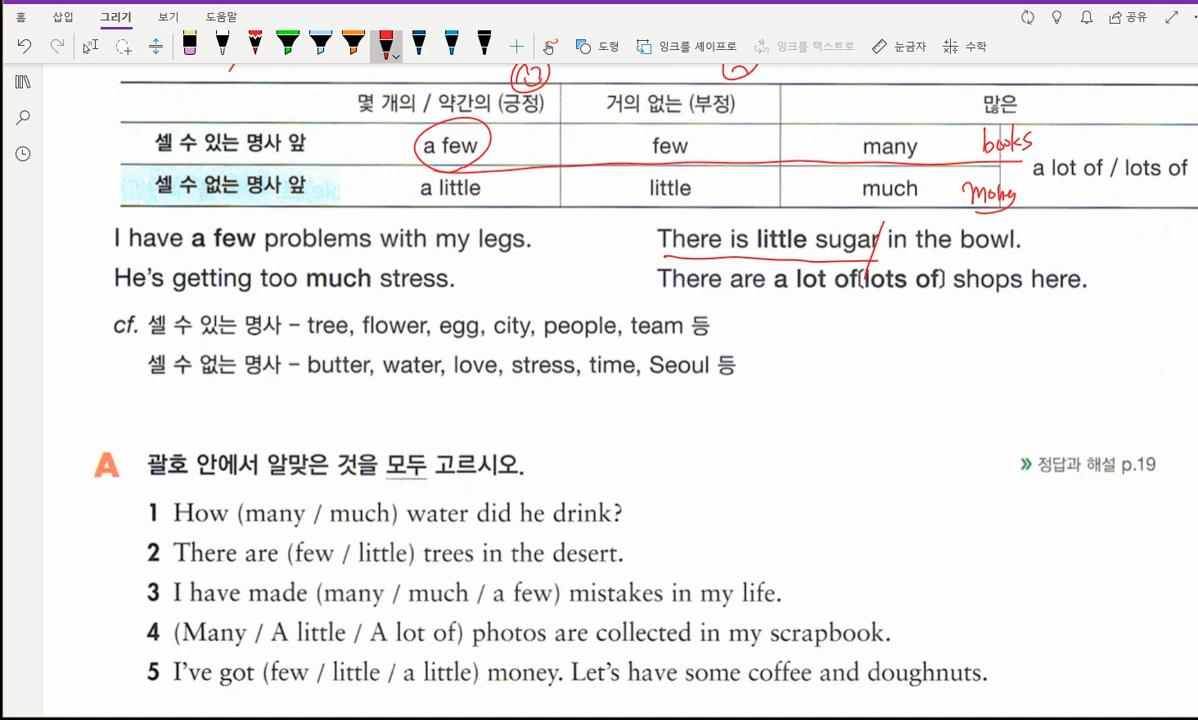 홈 삽입 그리기 보기 도움말
공유
도형 잉크를 셰이프로 잉크를 텍스트로 눈금자 수학
몇 개의 / 약간의 (긍정) 거의 없는 (부정) 많은
셀 수 있는 명사 앞 a few few many books
a lot of / lots of
셀 수 없는 명사 앞 a little little much money
I have a few problems with my legs. There is little sugar in the bowl.
He's getting too much stress. There are a lot of(lots of) shops here.
cf. 셀 수 있는 명사 – tree, flower, egg, city, people, team 등
셀 수 없는 명사 – butter, water, love, stress, time, Seoul 등
A 괄호 안에서 알맞은 것을 모두 고르시오. » 정답과 해설 p.19
1 How (many / much) water did he drink?
2 There are (few / little) trees in the desert.
3 I have made (many / much / a few) mistakes in my life.
4 (Many / A little / A lot of) photos are collected in my scrapbook.
5 I've got (few / little / a little) money. Let's have some coffee and doughnuts.